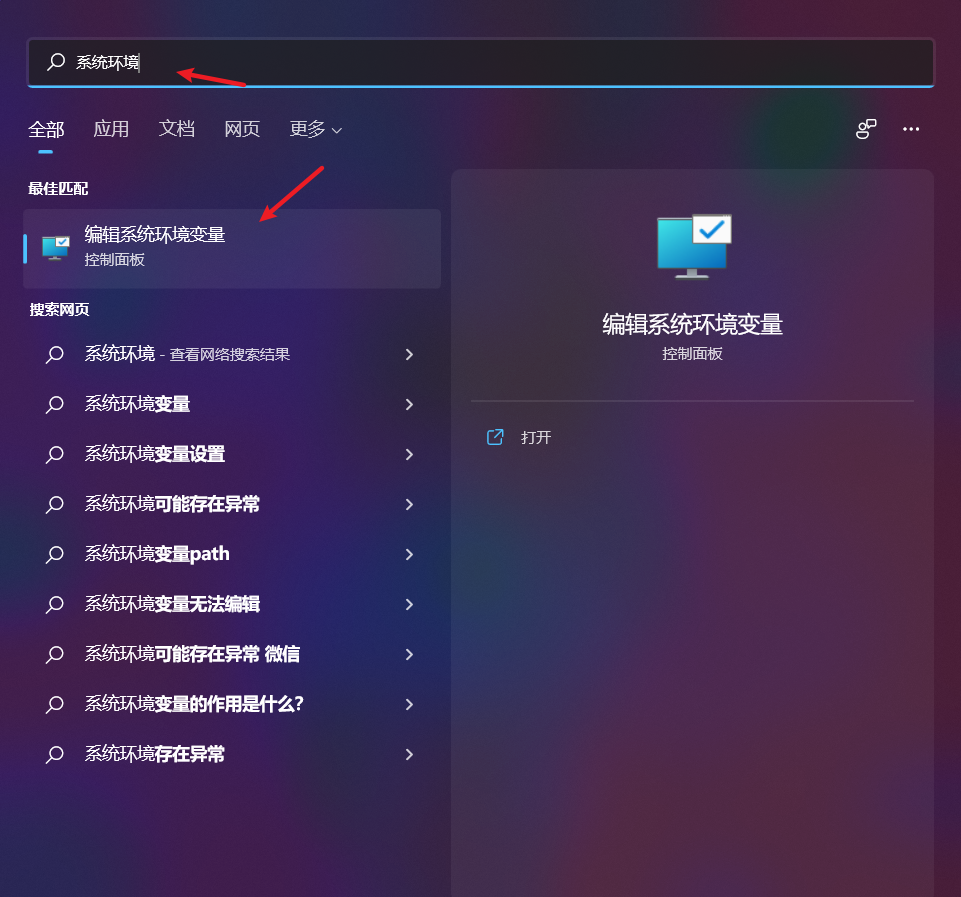 系统环境
全部 应用 文档 网页 更多
最佳匹配
编辑系统环境变量
控制面板
搜索网页
系统环境 - 查看网络搜索结果
系统环境变量
系统环境变量设置
系统环境可能存在异常
系统环境变量path
系统环境变量无法编辑
系统环境可能存在异常 微信
系统环境变量的作用是什么?
系统环境存在异常
编辑系统环境变量
控制面板
打开